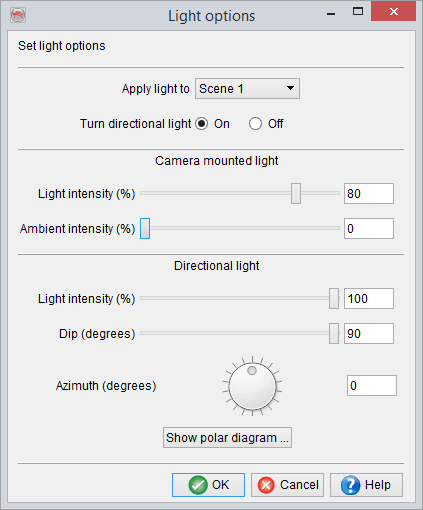 Light options
Set light options
Apply light to Scene 1
Turn directional light On Off
Camera mounted light
Light intensity (%) 80
Ambient intensity (%) 0
Directional light
Light intensity (%) 100
Dip (degrees) 90
Azimuth (degrees) 0
Show polar diagram ...
OK Cancel Help